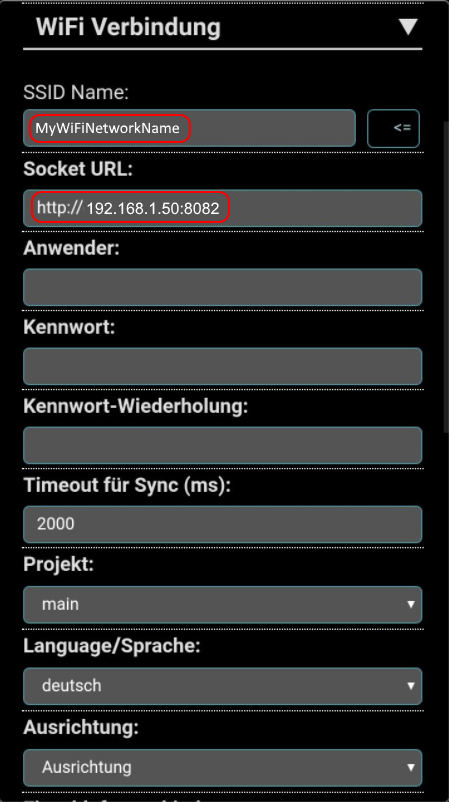 WiFi Verbindung ▼
SSID Name:
MyWiFiNetworkName <=
Socket URL:
http:// 192.168.1.50:8082
Anwender:
Kennwort:
Kennwort-Wiederholung:
Timeout für Sync (ms):
2000
Projekt:
main ▼
Language/Sprache:
deutsch ▼
Ausrichtung:
Ausrichtung ▼